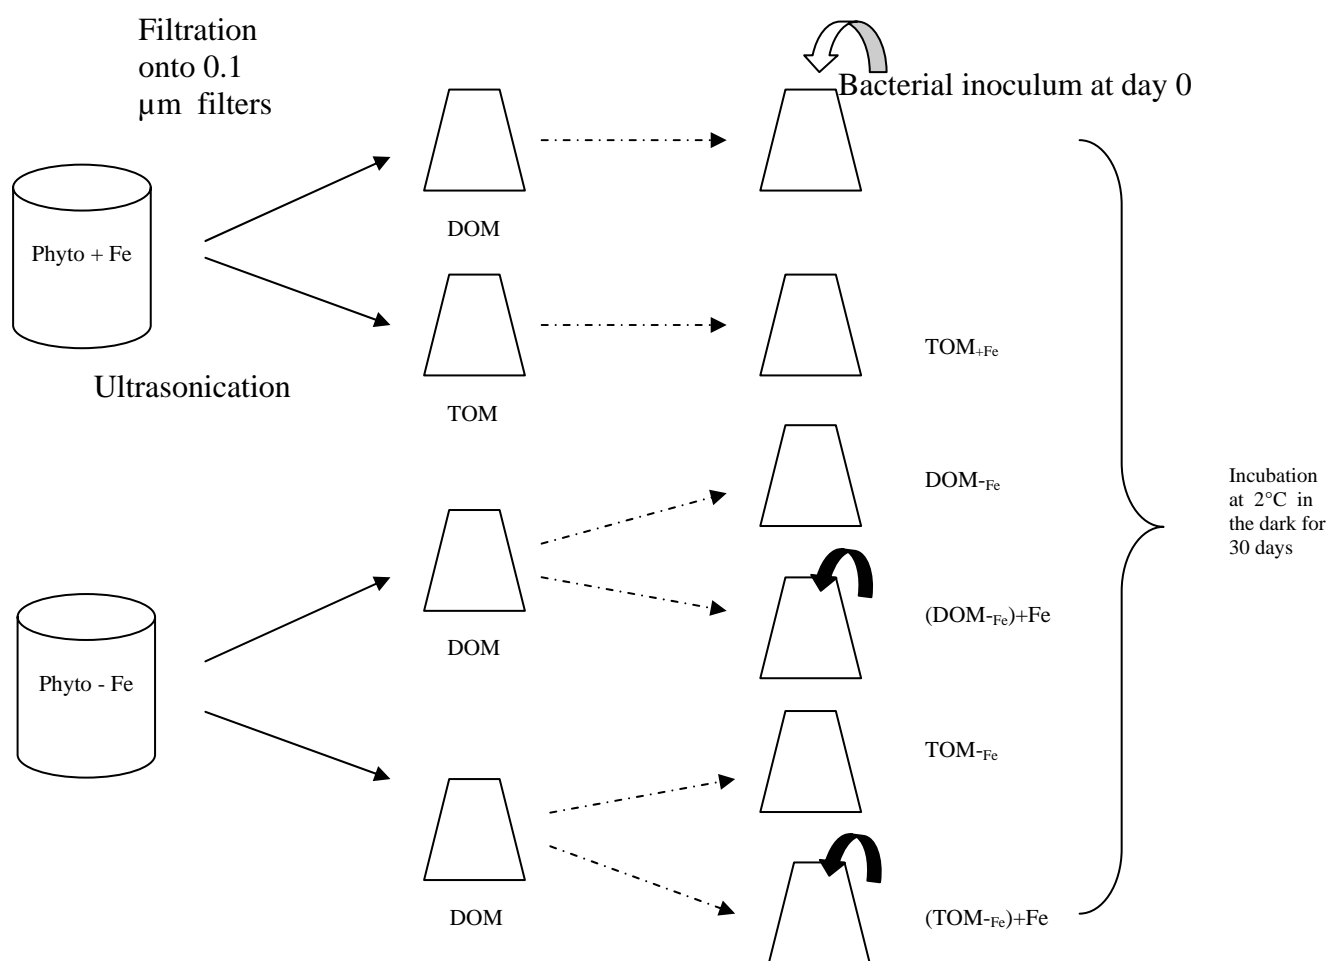 Filtration
onto 0.1
µm filters
Bacterial inoculum at day 0
Phyto + Fe
DOM
Ultrasonication
TOM
TOM+Fe
DOM-Fe
Incubation
at 2°C in
the dark for
30 days
(DOM-Fe)+Fe
DOM
Phyto - Fe
TOM-Fe
DOM
(TOM-Fe)+Fe